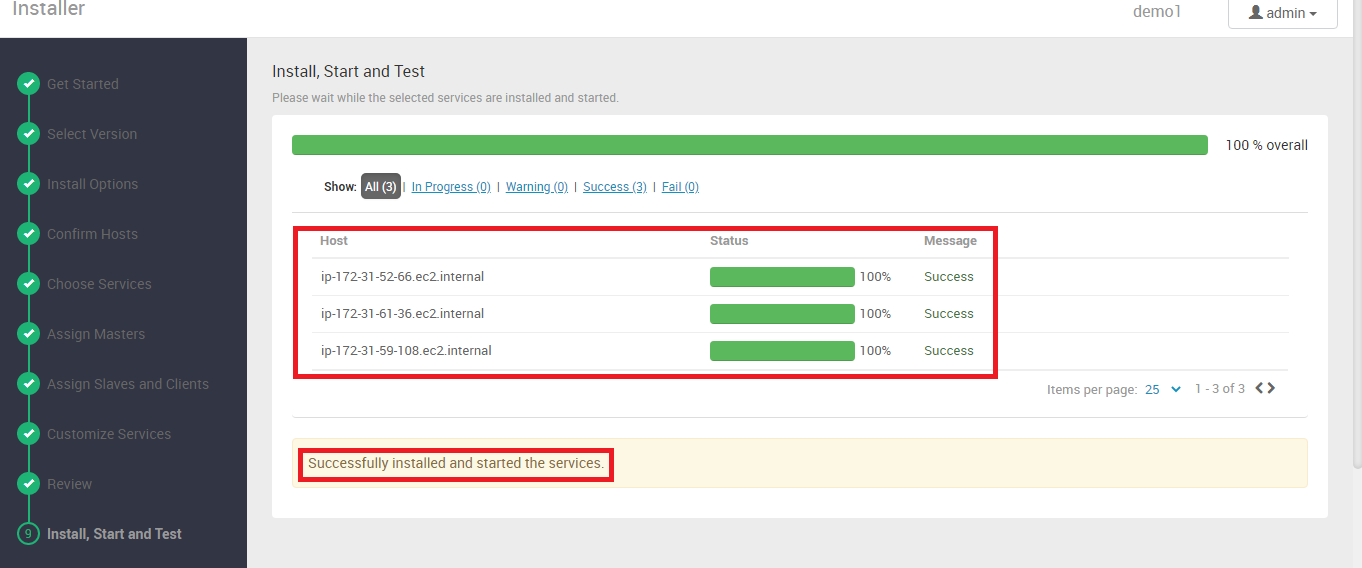 Installer
demo1
admin
Get Started
Select Version
Install Options
Confirm Hosts
Choose Services
Assign Masters
Assign Slaves and Clients
Customize Services
Review
9 Install, Start and Test
Install, Start and Test
Please wait while the selected services are installed and started.
100 % overall
Show: All (3) | In Progress (0) | Warning (0) | Success (3) | Fail (0)
Host Status Message
ip-172-31-52-66.ec2.internal 100% Success
ip-172-31-61-36.ec2.internal 100% Success
ip-172-31-59-108.ec2.internal 100% Success
Items per page: 25 1 - 3 of 3
Successfully installed and started the services.